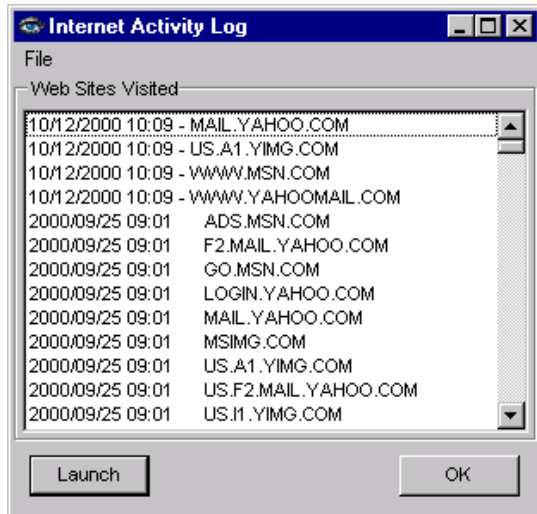 Internet Activity Log
File
Web Sites Visited
10/12/2000 10:09 - MAIL.YAHOO.COM
10/12/2000 10:09 - US.A1.YIMG.COM
10/12/2000 10:09 - WWW.MSN.COM
10/12/2000 10:09 - WWW.YAHOOMAIL.COM
2000/09/25 09:01 ADS.MSN.COM
2000/09/25 09:01 F2.MAIL.YAHOO.COM
2000/09/25 09:01 GO.MSN.COM
2000/09/25 09:01 LOGIN.YAHOO.COM
2000/09/25 09:01 MAIL.YAHOO.COM
2000/09/25 09:01 MSIMG.COM
2000/09/25 09:01 US.A1.YIMG.COM
2000/09/25 09:01 US.F2.MAIL.YAHOO.COM
2000/09/25 09:01 US.I1.YIMG.COM
Launch OK